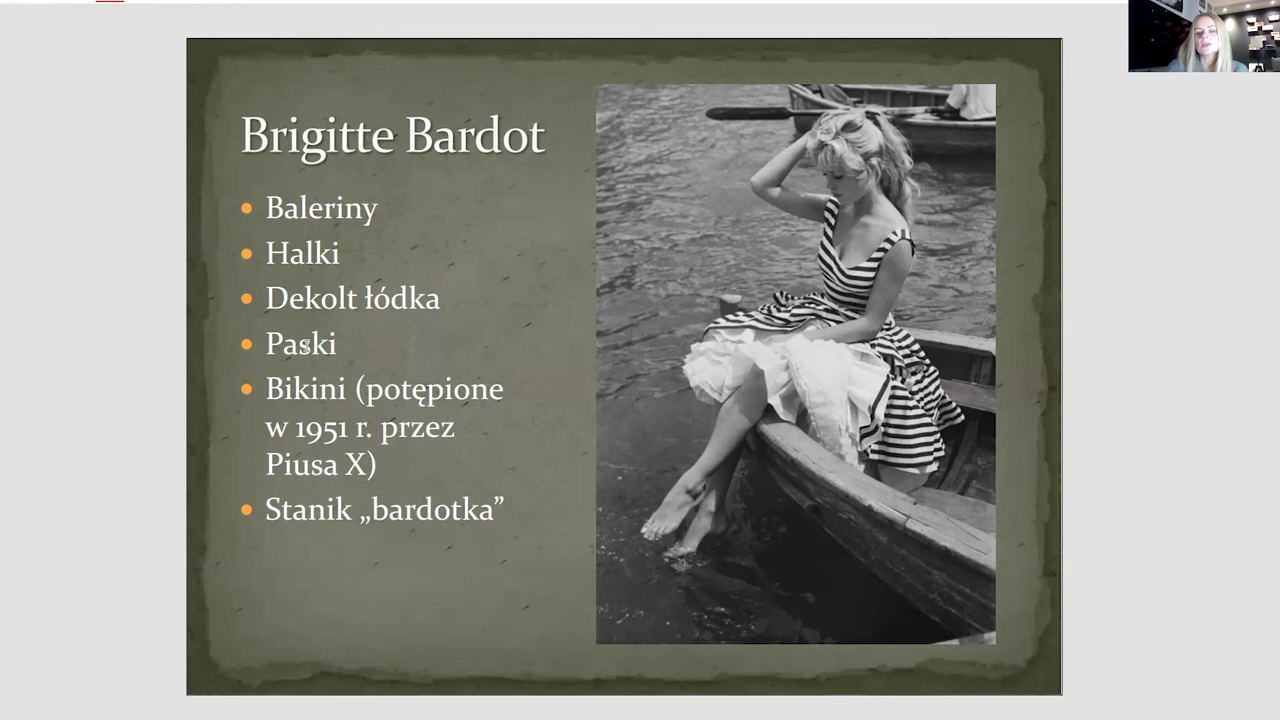 Brigitte Bardot
Baleriny
Halki
Dekolt łódka
Paski
Bikini (potępione
w 1951 r. przez
Piusa X)
Stanik „bardotka”